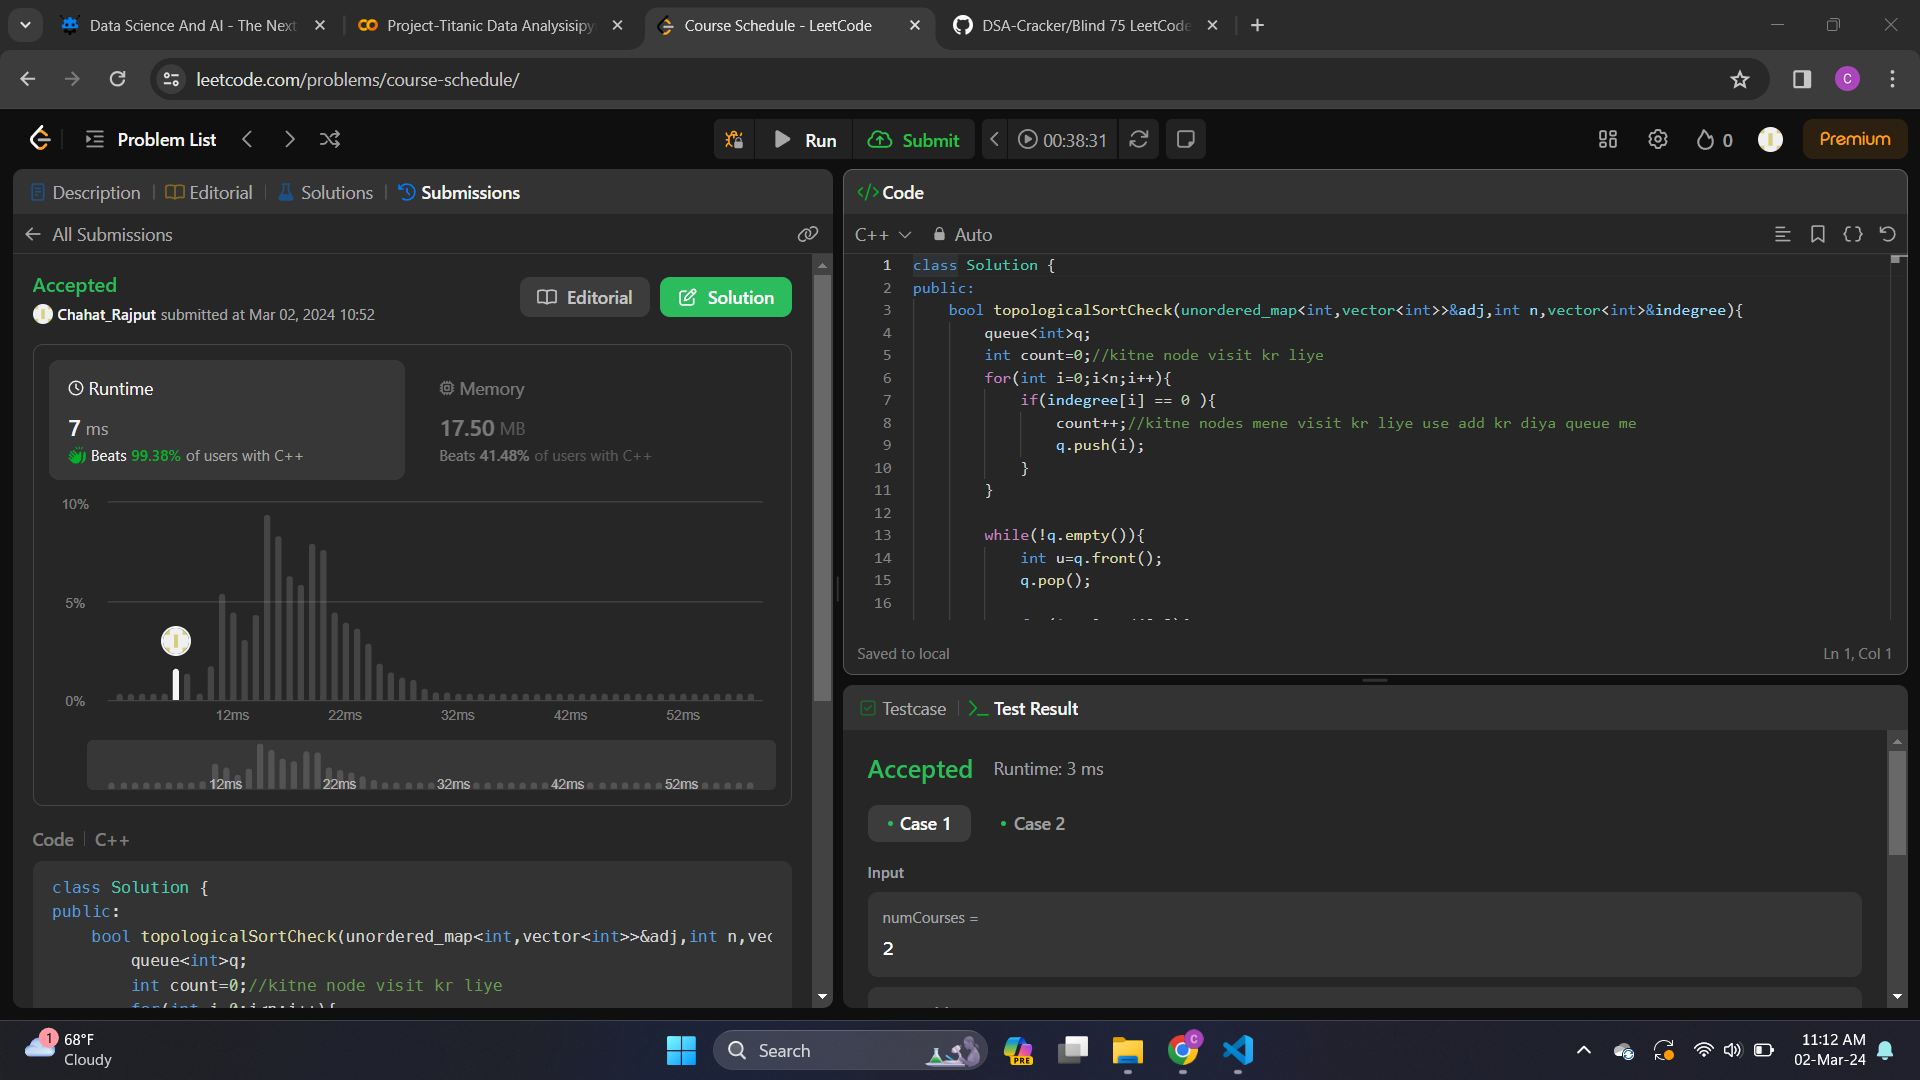 Data Science And AI - The Next
Project-Titanic Data Analysisipy
Course Schedule - LeetCode
DSA-Cracker/Blind 75 LeetCode
leetcode.com/problems/course-schedule/
C
Problem List
Run
Submit
00:38:31
0
Premium
Description
Editorial
Solutions
Submissions
All Submissions
Accepted
Chahat_Rajput submitted at Mar 02, 2024 10:52
Editorial
Solution
Runtime
7 ms
Beats 99.38% of users with C++
Memory
17.50 MB
Beats 41.48% of users with C++
10%
5%
0%
12ms 22ms 32ms 42ms 52ms
12ms 22ms 32ms 42ms 52ms
Code
C++
class Solution {
public:
bool topologicalSortCheck(unordered_map<int,vector<int>>&adj,int n,vec
queue<int>q;
int count=0;//kitne node visit kr liye
</> Code
C++
Auto
1 class Solution {
2 public:
3 bool topologicalSortCheck(unordered_map<int,vector<int>>&adj,int n,vector<int>&indegree){
4 queue<int>q;
5 int count=0;//kitne node visit kr liye
6 for(int i=0;i<n;i++){
7 if(indegree[i] == 0 ){
8 count++;//kitne nodes mene visit kr liye use add kr diya queue me
9 q.push(i);
10 }
11 }
12
13 while(!q.empty()){
14 int u=q.front();
15 q.pop();
16
Saved to local
Ln 1, Col 1
Testcase
Test Result
Accepted
Runtime: 3 ms
Case 1
Case 2
Input
numCourses =
2
1
68°F
Cloudy
Search
PRE
C
11:12 AM
02-Mar-24